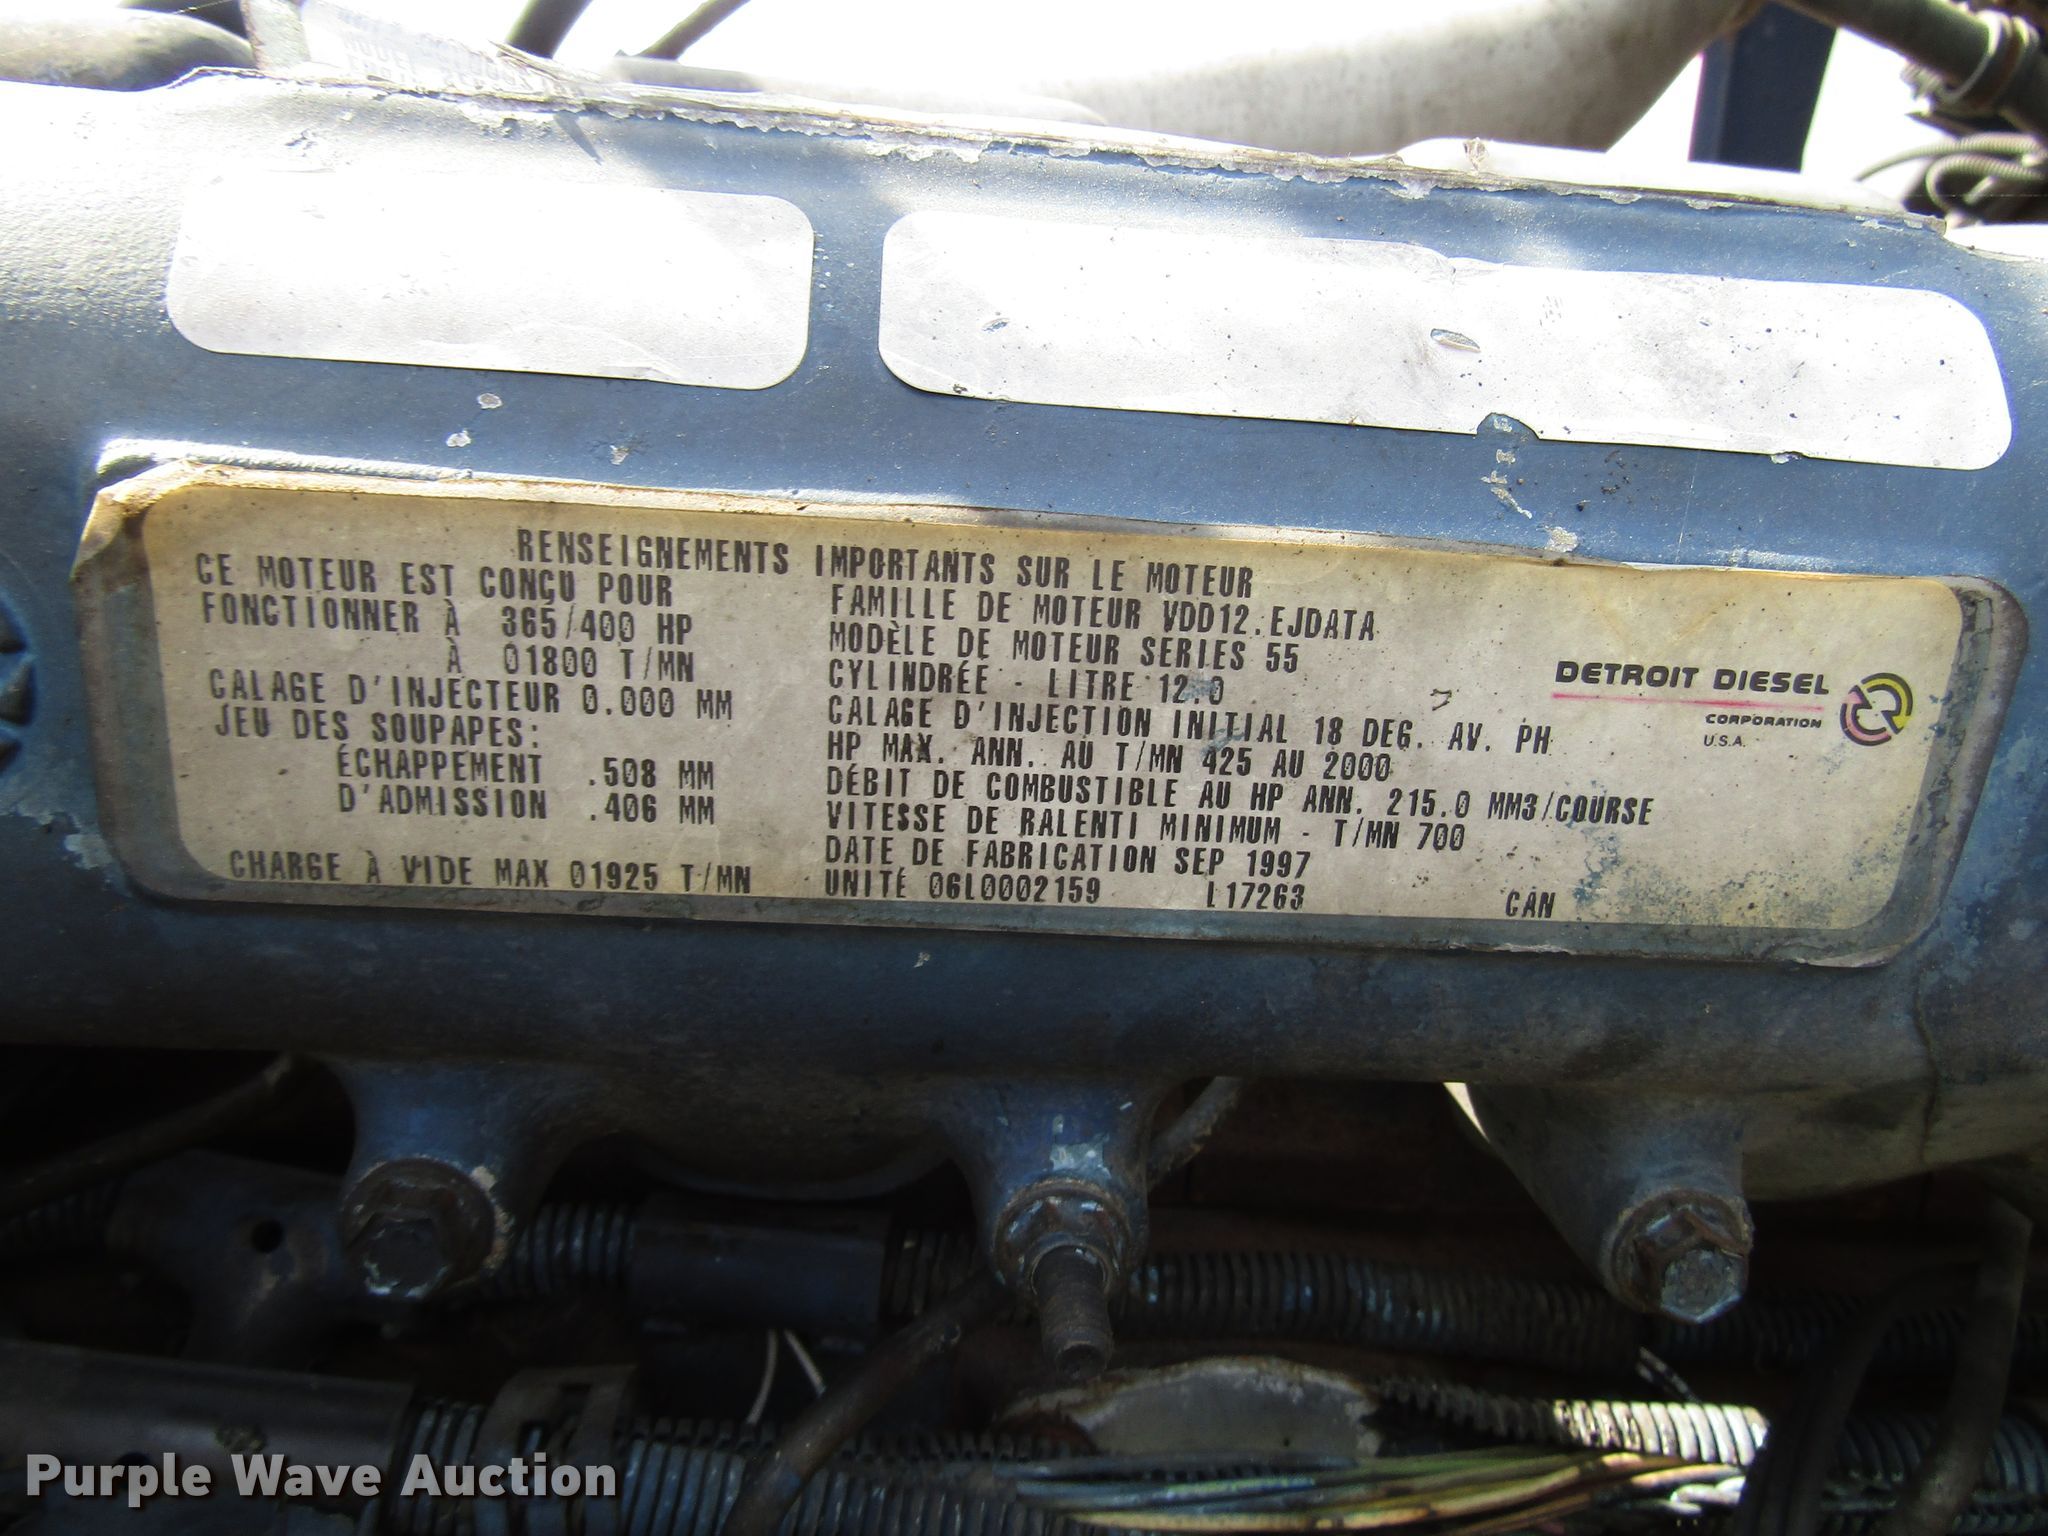 RENSEIGNEMENTS IMPORTANTS SUR LE MOTEUR
CE MOTEUR EST CONÇU POUR
FONCTIONNER À 365/400 HP
À 01800 T/MN
CALAGE D'INJECTEUR 0.000 MM
JEU DES SOUPAPES:
ÉCHAPPEMENT .508 MM
D'ADMISSION .406 MM
CHARGE À VIDE MAX 01925 T/MN
FAMILLE DE MOTEUR VDD12.EJDATA
MODÈLE DE MOTEUR SERIES 55
CYLINDRÉE - LITRE 12.0
CALAGE D'INJECTION INITIAL 18 DEG. AV. PH
HP MAX. ANN. AU T/MN 425 AU 2000
DÉBIT DE COMBUSTIBLE AU HP ANN. 215.0 MM3/COURSE
VITESSE DE RALENTI MINIMUM - T/MN 700
DATE DE FABRICATION SEP 1997
UNITÉ 06L0002159 L17263 CAN
DETROIT DIESEL
CORPORATION
U.S.A.
Purple Wave Auction